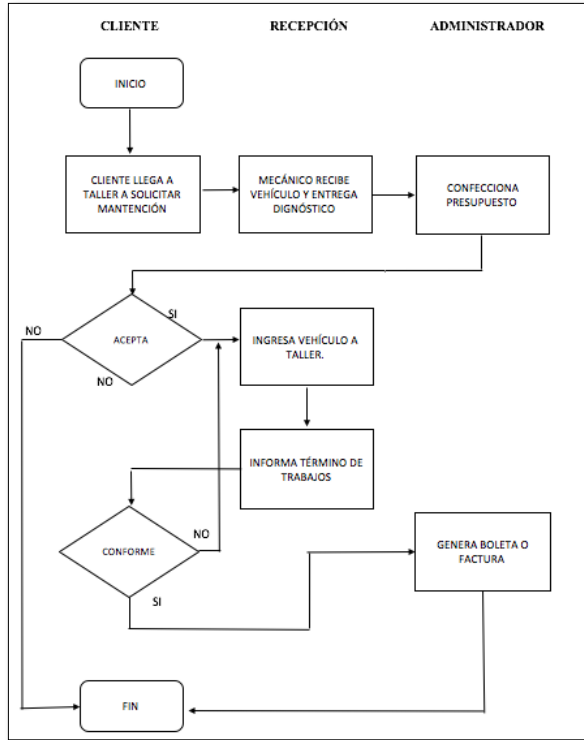 CLIENTE
RECEPCIÓN
ADMINISTRADOR
INICIO
CLIENTE LLEGA A
TALLER A SOLICITAR
MANTENCIÓN
MECÁNICO RECIBE
VEHÍCULO Y ENTREGA
DIGNÓSTICO
CONFECCIONA
PRESUPUESTO
SI
NO
ACEPTA
NO
INGRESA VEHÍCULO A
TALLER.
INFORMA TÉRMINO DE
TRABAJOS
NO
CONFORME
SI
GENERA BOLETA O
FACTURA
FIN